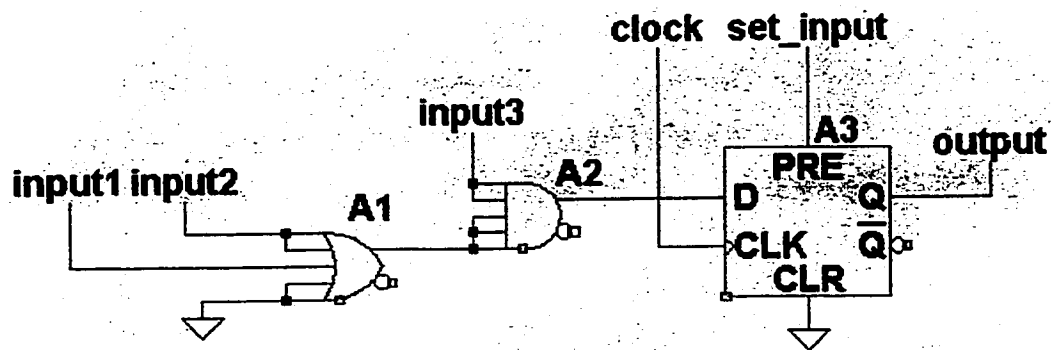 clock set_input
input3
A3
output
PRE
input1 input2
A1
A2
D
Q
CLK
Q̅
CLR